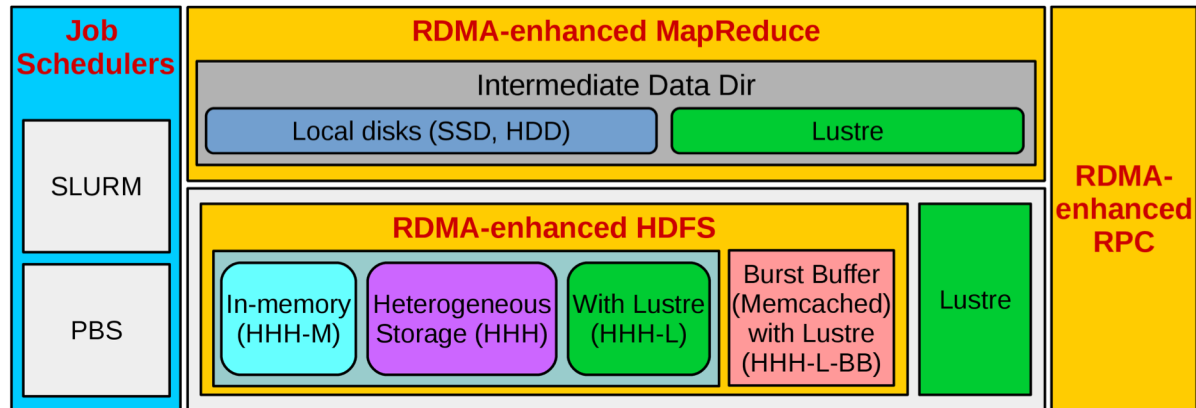 Job
Schedulers
SLURM
PBS
RDMA-enhanced MapReduce
Intermediate Data Dir
Local disks (SSD, HDD)
Lustre
RDMA-enhanced HDFS
In-memory
(HHH-M)
Heterogeneous
Storage (HHH)
With Lustre
(HHH-L)
Burst Buffer
(Memcached)
with Lustre
(HHH-L-BB)
Lustre
RDMA-
enhanced
RPC